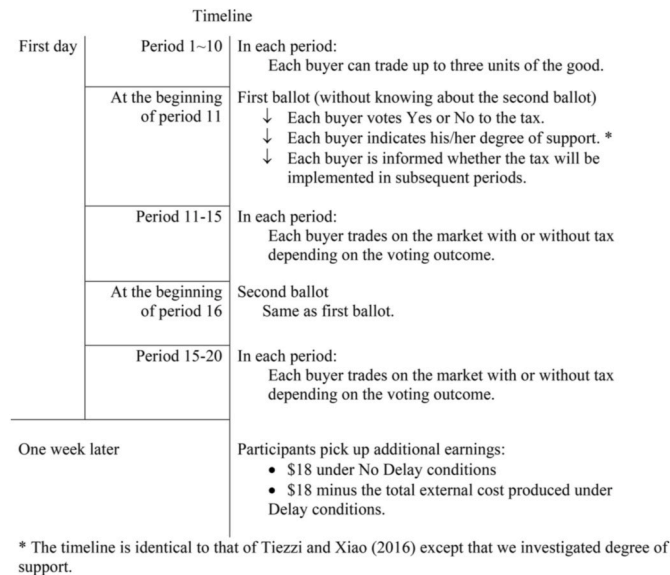 Timeline
First day
Period 1~10
In each period:
Each buyer can trade up to three units of the good.
At the beginning
of period 11
First ballot (without knowing about the second ballot)
↓ Each buyer votes Yes or No to the tax.
↓ Each buyer indicates his/her degree of support. *
↓ Each buyer is informed whether the tax will be
implemented in subsequent periods.
Period 11-15
In each period:
Each buyer trades on the market with or without tax
depending on the voting outcome.
At the beginning
of period 16
Second ballot
Same as first ballot.
Period 15-20
In each period:
Each buyer trades on the market with or without tax
depending on the voting outcome.
One week later
Participants pick up additional earnings:
• $18 under No Delay conditions
• $18 minus the total external cost produced under
Delay conditions.
* The timeline is identical to that of Tiezzi and Xiao (2016) except that we investigated degree of
support.